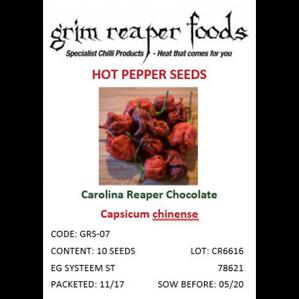 grim reaper foods
Specialist Chilli Products - Heat that comes for you
HOT PEPPER SEEDS
Carolina Reaper Chocolate
Capsicum chinense
CODE: GRS-07
CONTENT: 10 SEEDS LOT: CR6616
EG SYSTEEM ST 78621
PACKETED: 11/17 SOW BEFORE: 05/20